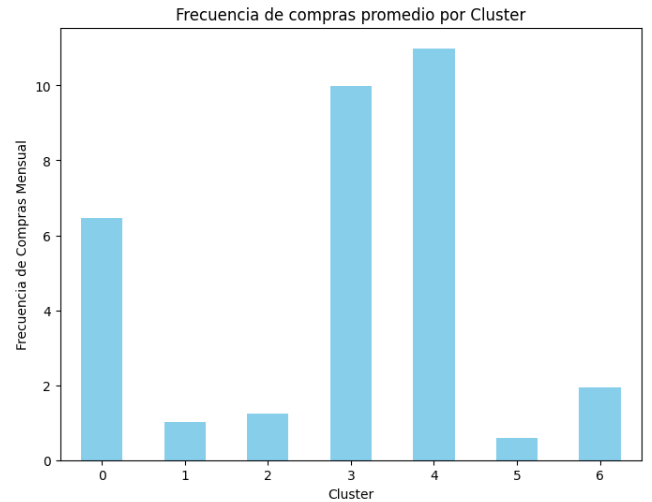 Frecuencia de compras promedio por Cluster
Frecuencia de Compras Mensual
10
8
6
4
2
0
0 1 2 3 4 5 6
Cluster